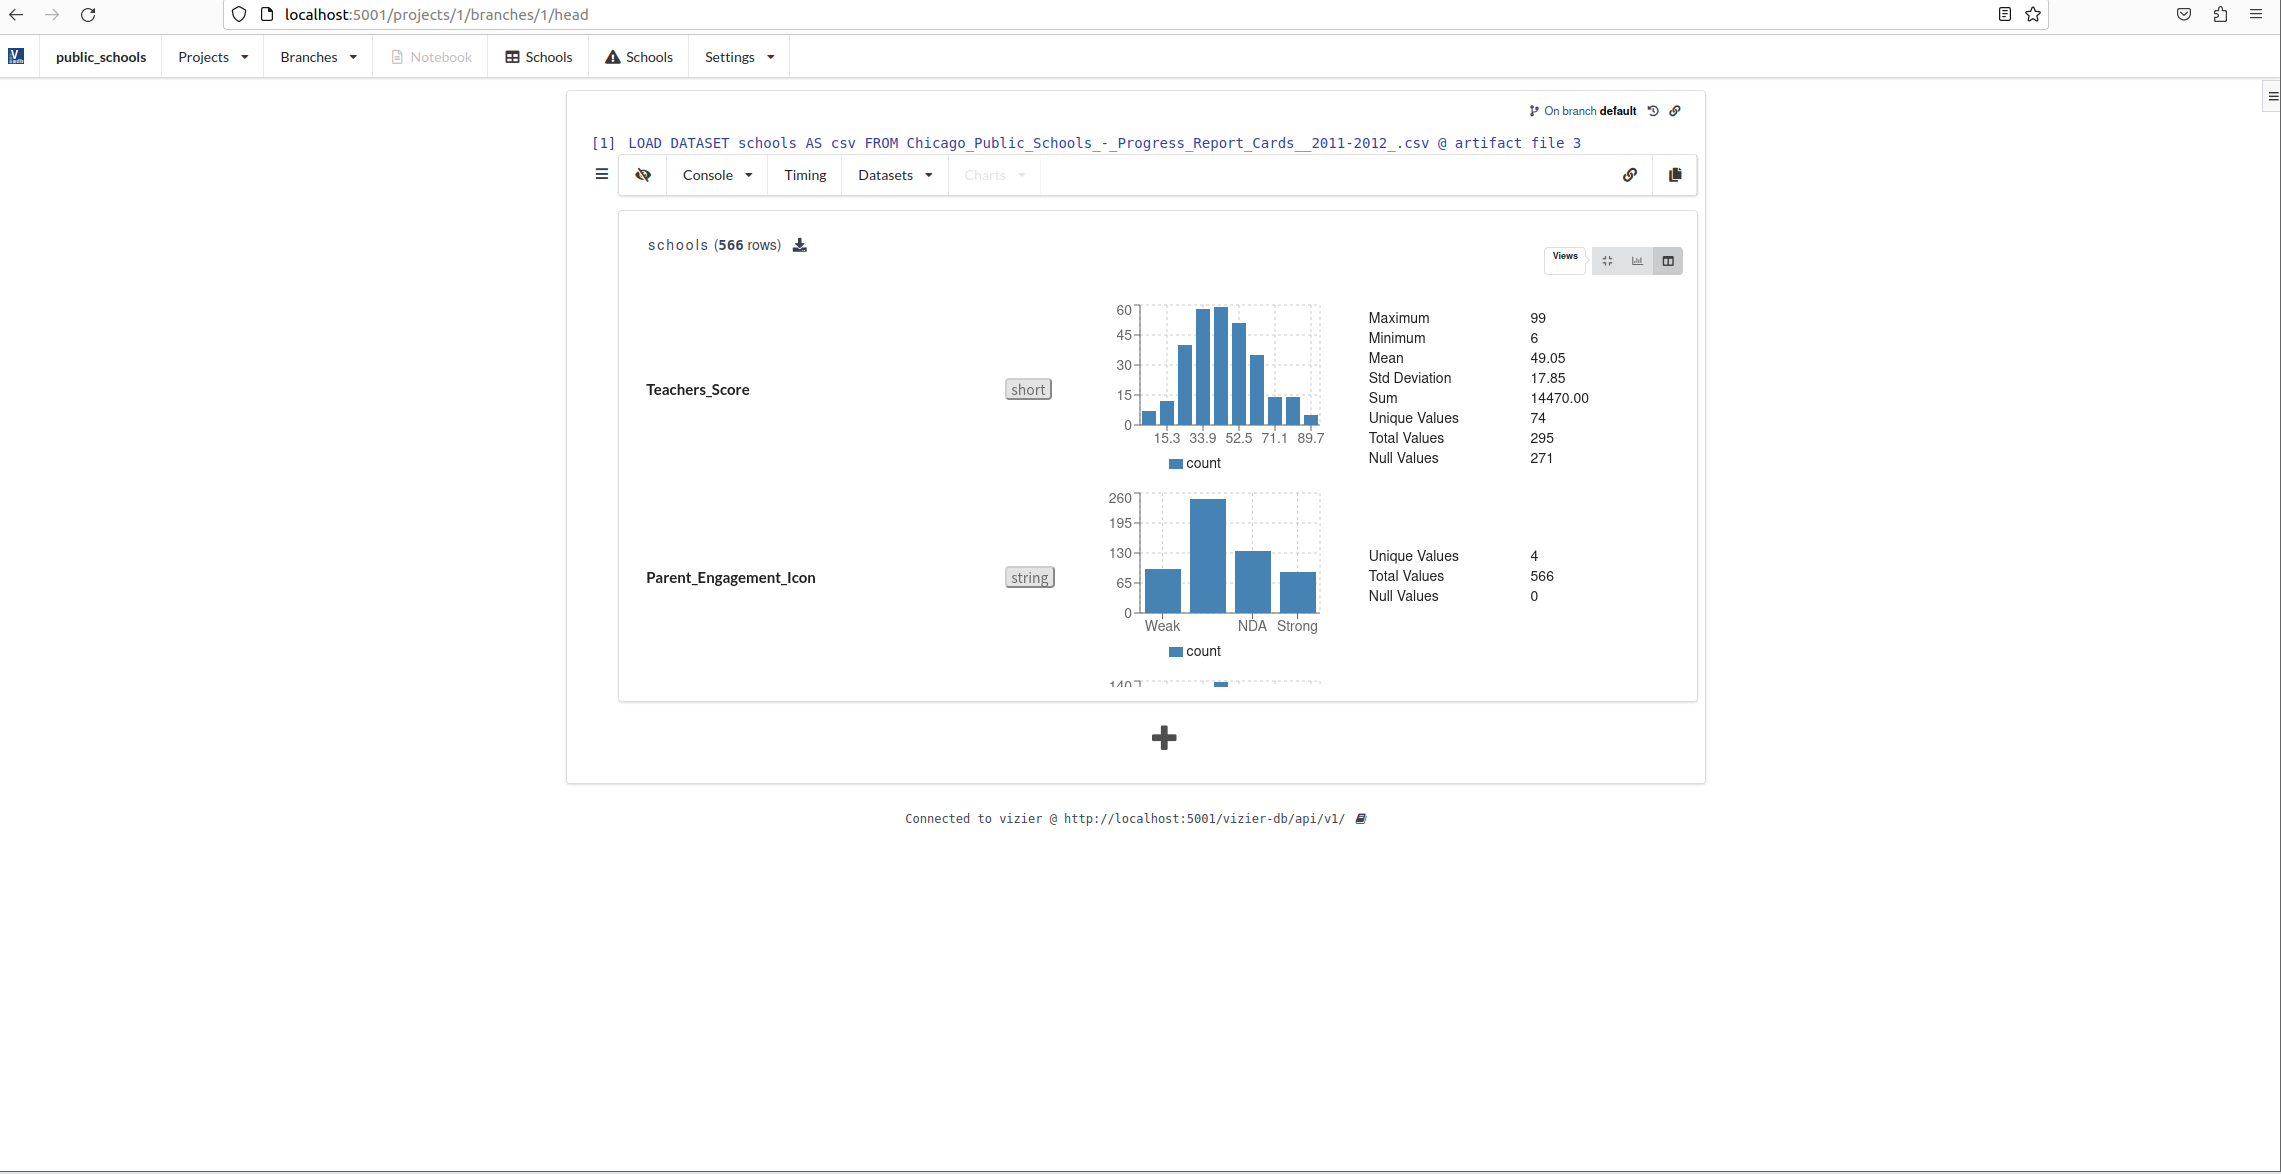 localhost:5001/projects/1/branches/1/head
V
public_schools Projects Branches Notebook Schools Schools Settings
On branch default
[1] LOAD DATASET schools AS csv FROM Chicago_Public_Schools_-_Progress_Report_Cards__2011-2012_.csv @ artifact file 3
Console Timing Datasets Charts
schools (566 rows)
Views
Teachers_Score
short
60
45
30
15
0
15.3 33.9 52.5 71.1 89.7
count
Maximum 99
Minimum 6
Mean 49.05
Std Deviation 17.85
Sum 14470.00
Unique Values 74
Total Values 295
Null Values 271
Parent_Engagement_Icon
string
260
195
130
65
0
Weak NDA Strong
count
Unique Values 4
Total Values 566
Null Values 0
140
Connected to vizier @ http://localhost:5001/vizier-db/api/v1/